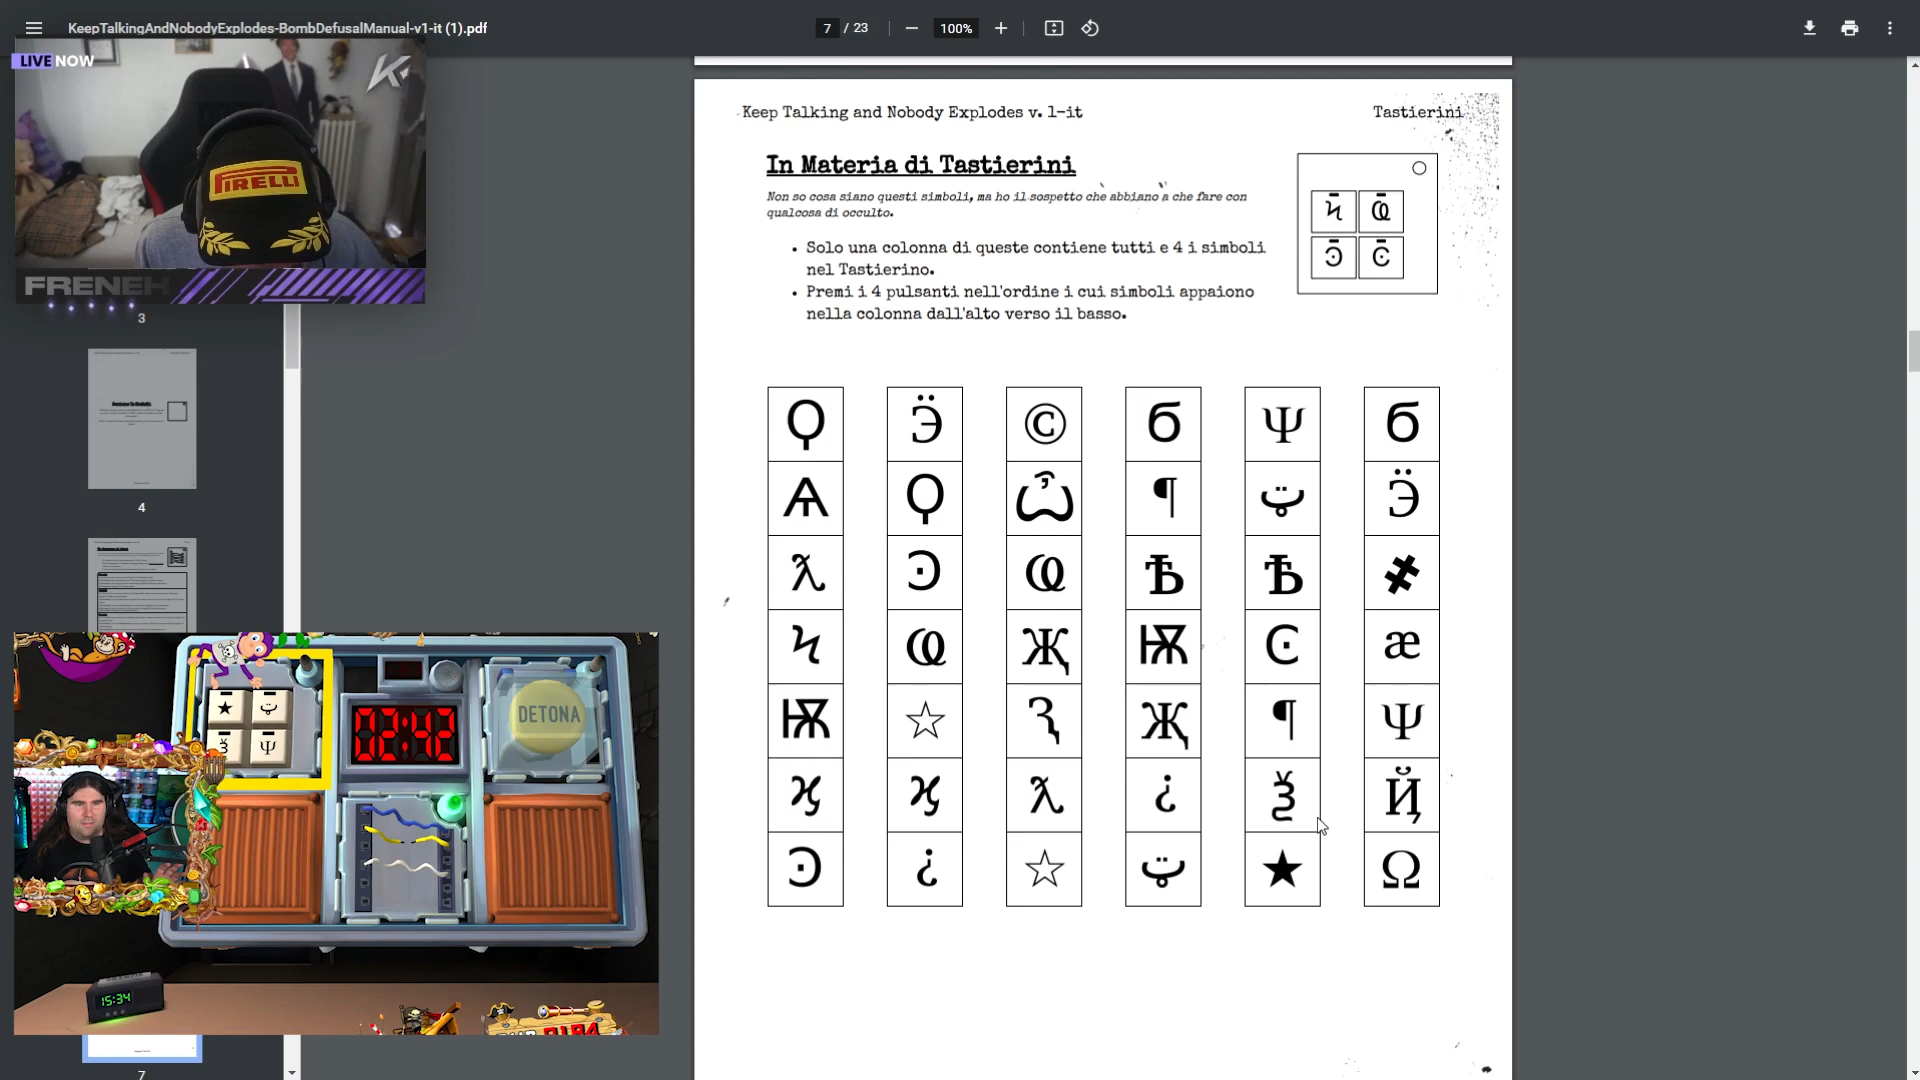 KeepTalkingAndNobodyExplodes-BombDefusalManual-v1-it (1).pdf
7 / 23
100%
LIVE NOW
PIRELLI
3
4
7
Keep Talking and Nobody Explodes v. 1-it
Tastierini
In Materia di Tastierini
Non so cosa siano questi simboli, ma ho il sospetto che abbiano a che fare con
qualcosa di occulto.
• Solo una colonna di queste contiene tutti e 4 i simboli
nel Tastierino.
• Premi i 4 pulsanti nell'ordine i cui simboli appaiono
nella colonna dall'alto verso il basso.
Ϟ Ҩ
Ͽ Ͼ
Ϙ Ӭ © Ϭ Ψ Ϭ
Ѧ Ϙ Ѽ ¶ ټ Ӭ
ƛ Ͽ Ҩ Ѣ Ѣ ҂
Ϟ Ҩ Җ Ѭ Ͼ æ
Ѭ ☆ Ԇ Җ ¶ Ψ
ϗ ϗ ƛ ¿ Ѯ Ҋ
Ͽ ¿ ☆ ټ ★ Ω
★ ټ
Ѯ Ψ
02:42
DETONA
15:34